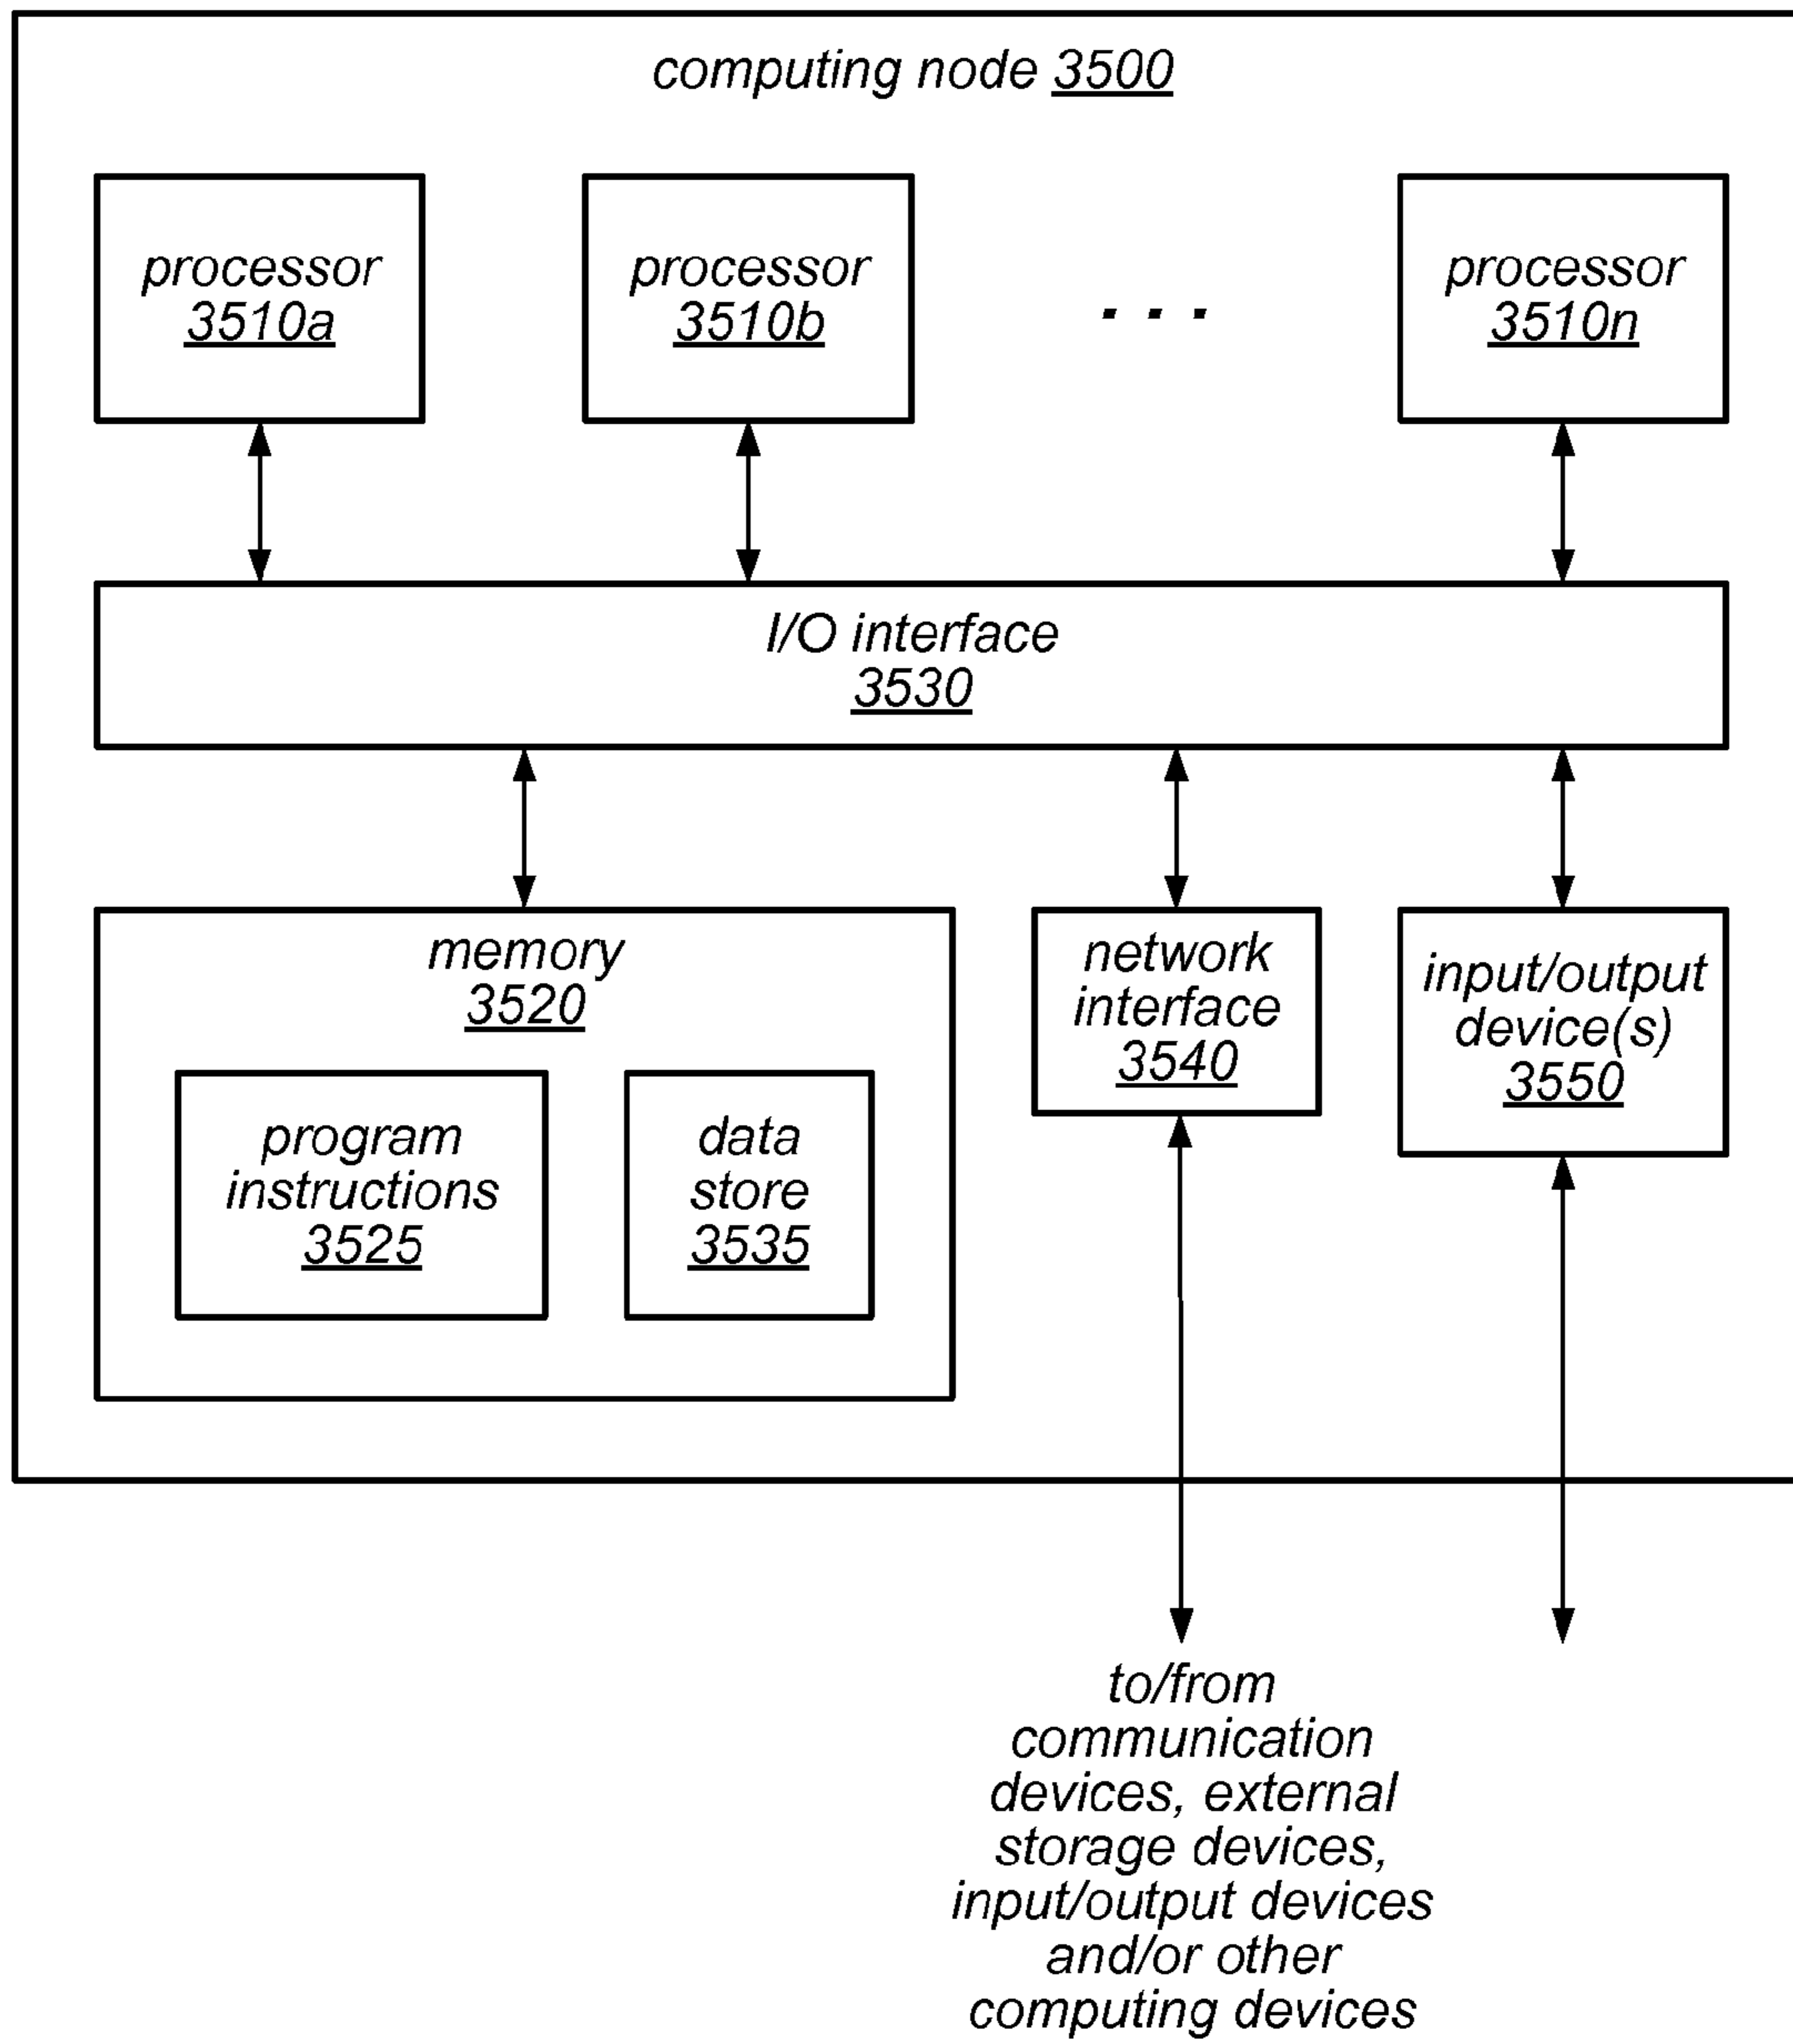 computing node 3500
processor
3510a
processor
3510b
. . .
processor
3510n
I/O interface
3530
memory
3520
program
instructions
3525
data
store
3535
network
interface
3540
input/output
device(s)
3550
to/from
communication
devices, external
storage devices,
input/output devices
and/or other
computing devices